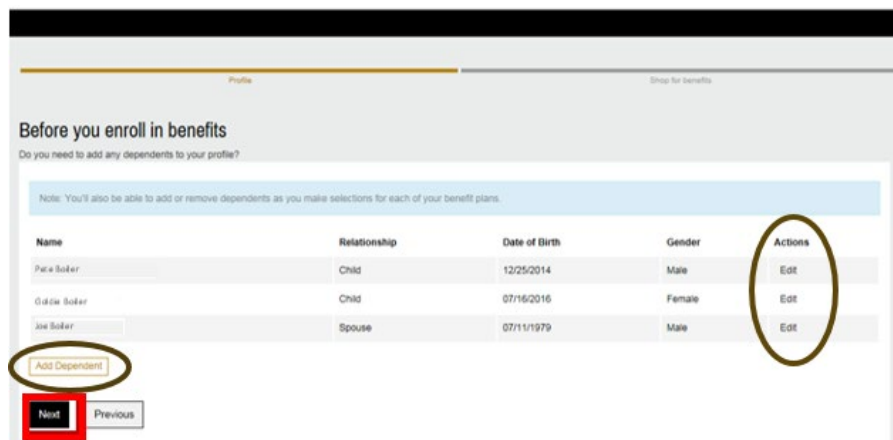 Profile Shop for benefits
Before you enroll in benefits
Do you need to add any dependents to your profile?
Note: You'll also be able to add or remove dependents as you make selections for each of your benefit plans.
Name Relationship Date of Birth Gender Actions
Pete Boiler Child 12/25/2014 Male Edit
Goldie Boiler Child 07/16/2016 Female Edit
Joe Boiler Spouse 07/11/1979 Male Edit
Add Dependent
Next Previous